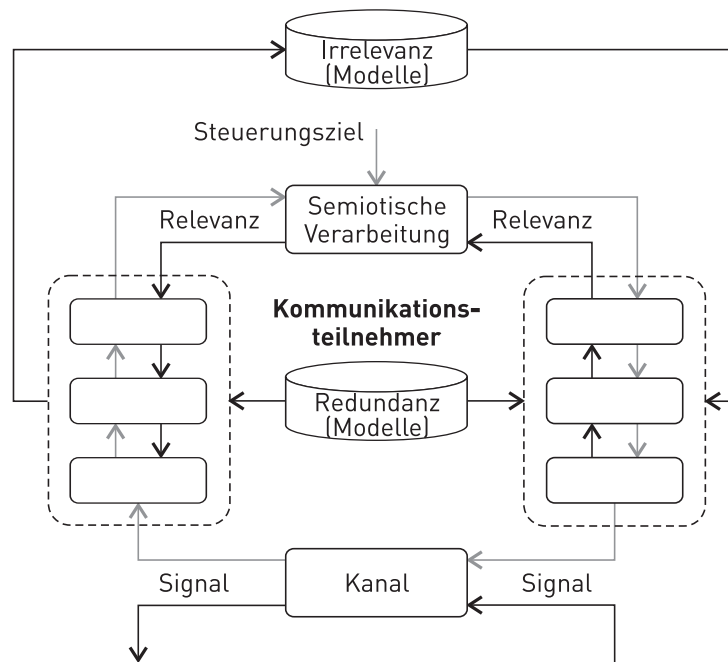 Irrelevanz
(Modelle)
Steuerungsziel
Semiotische
Verarbeitung
Relevanz
Relevanz
Kommunikations-
teilnehmer
Redundanz
(Modelle)
Kanal
Signal
Signal